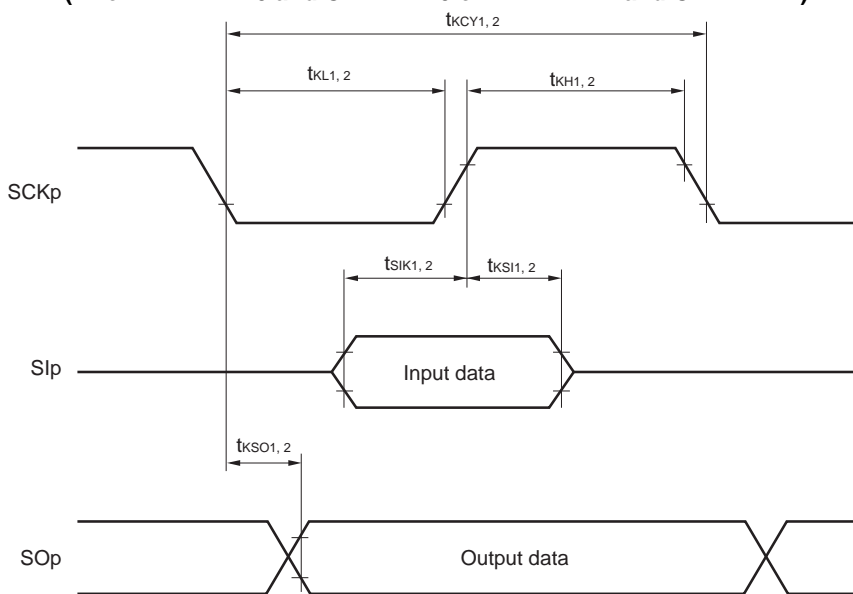 tKCY1, 2
tKL1, 2
tKH1, 2
SCKp
tSIK1, 2
tKSI1, 2
SIp
Input data
tKSO1, 2
SOp
Output data